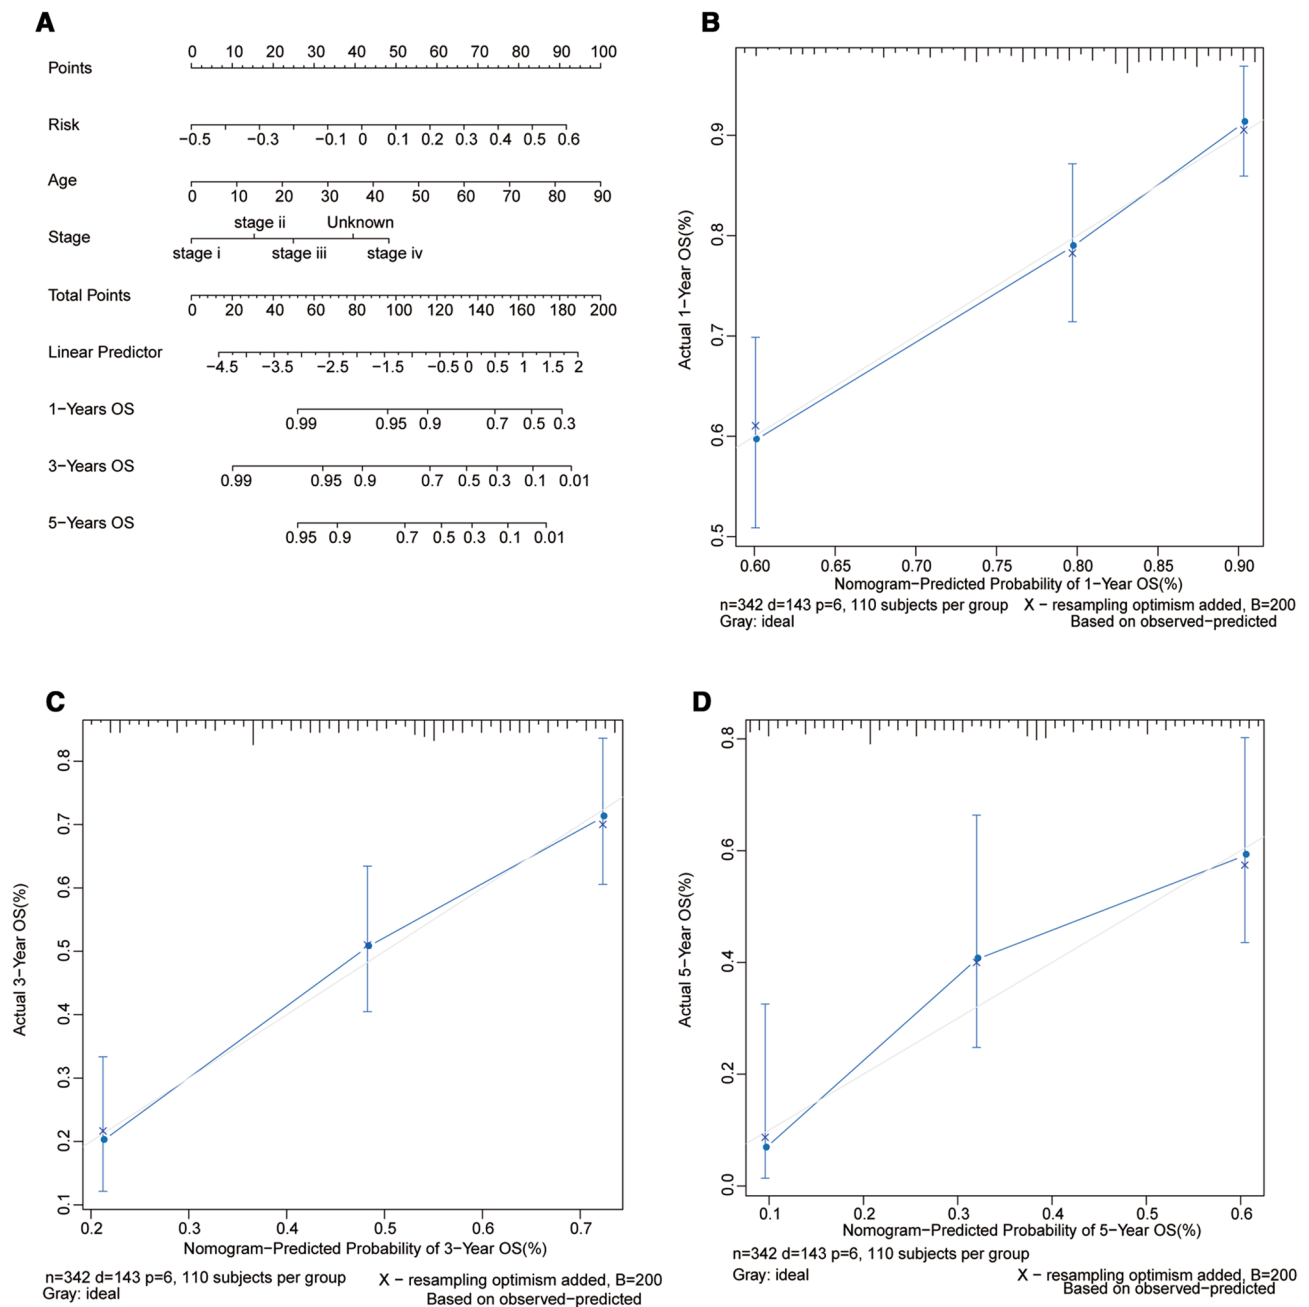 A
Points
0 10 20 30 40 50 60 70 80 90 100
Risk
−0.5 −0.3 −0.1 0 0.1 0.2 0.3 0.4 0.5 0.6
Age
0 10 20 30 40 50 60 70 80 90
stage ii Unknown
Stage
stage i stage iii stage iv
Total Points
0 20 40 60 80 100 120 140 160 180 200
Linear Predictor
−4.5 −3.5 −2.5 −1.5 −0.5 0 0.5 1 1.5 2
1−Years OS
0.99 0.95 0.9 0.7 0.5 0.3
3−Years OS
0.99 0.95 0.9 0.7 0.5 0.3 0.1 0.01
5−Years OS
0.95 0.9 0.7 0.5 0.3 0.1 0.01
B
Actual 1−Year OS(%)
0.9
0.8
0.7
0.6
0.5
0.60 0.65 0.70 0.75 0.80 0.85 0.90
Nomogram−Predicted Probability of 1−Year OS(%)
n=342 d=143 p=6, 110 subjects per group X − resampling optimism added, B=200
Gray: ideal Based on observed−predicted
C
Actual 3−Year OS(%)
0.8
0.7
0.6
0.5
0.4
0.3
0.2
0.1
0.2 0.3 0.4 0.5 0.6 0.7
Nomogram−Predicted Probability of 3−Year OS(%)
n=342 d=143 p=6, 110 subjects per group X − resampling optimism added, B=200
Gray: ideal Based on observed−predicted
D
Actual 5−Year OS(%)
0.8
0.6
0.4
0.2
0.0
0.1 0.2 0.3 0.4 0.5 0.6
Nomogram−Predicted Probability of 5−Year OS(%)
n=342 d=143 p=6, 110 subjects per group
Gray: ideal X − resampling optimism added, B=200
Based on observed−predicted